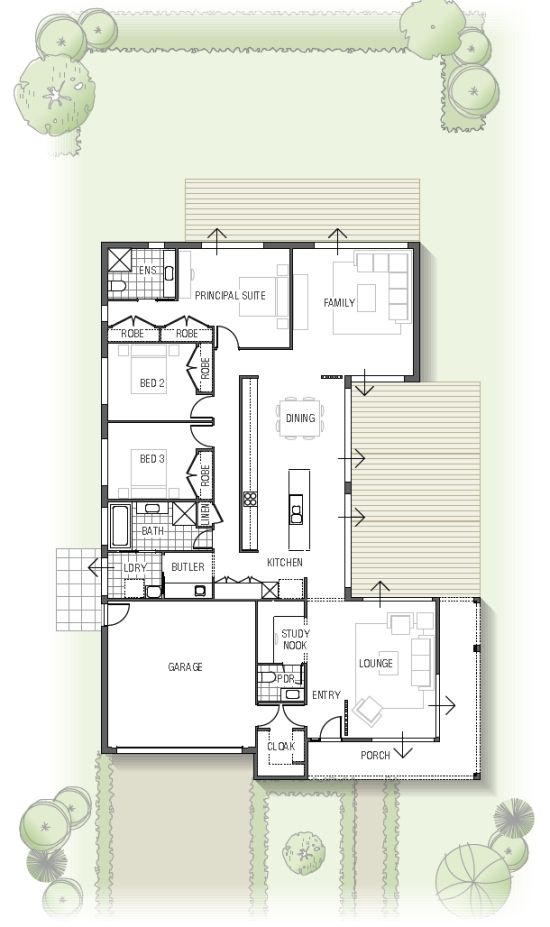 ENS
PRINCIPAL SUITE
FAMILY
ROBE
ROBE
ROBE
BED 2
DINING
BED 3
ROBE
LINEN
BATH
KITCHEN
LDRY
BUTLER
STUDY
NOOK
LOUNGE
GARAGE
PDR
ENTRY
CLOAK
PORCH